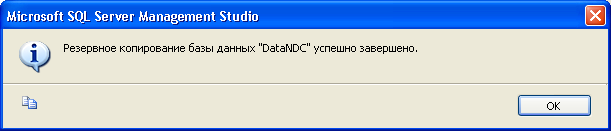 Microsoft SQL Server Management Studio
Резервное копирование базы данных "DataNDC" успешно завершено.
OK